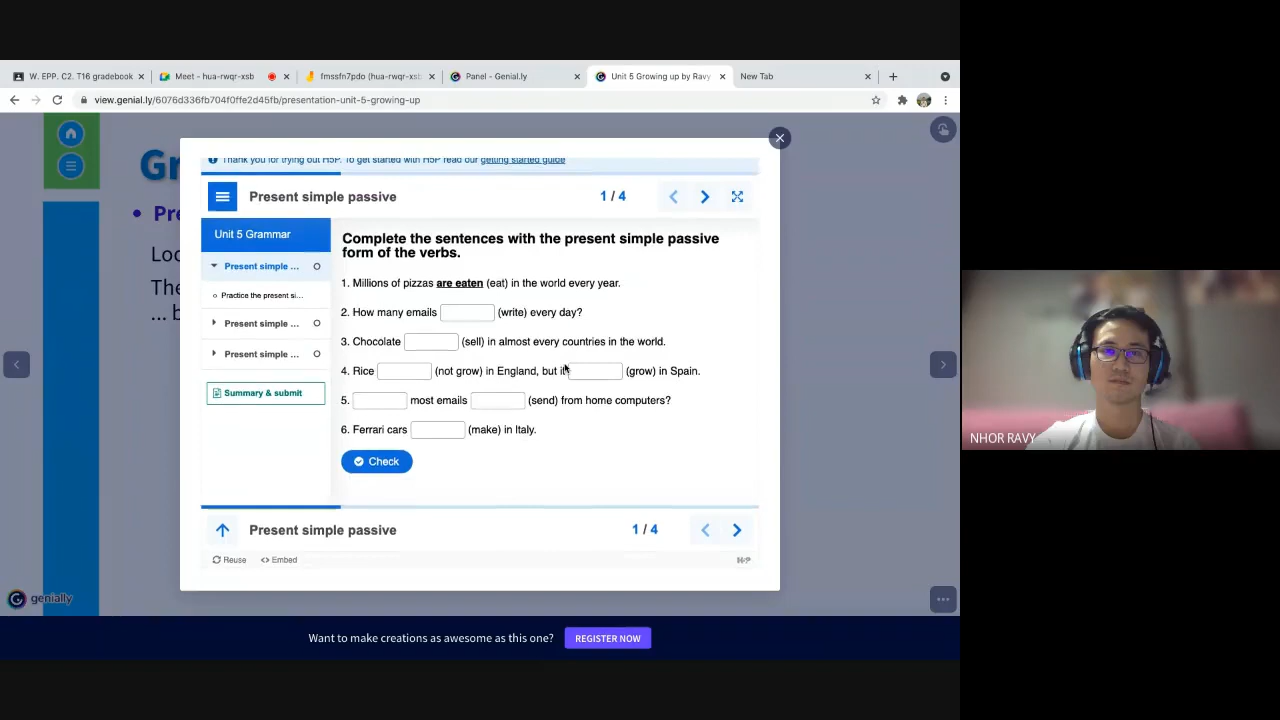 W. EPP. C2. T16 gradebook
Meet - hua-rwqr-xsb
fmssfn7pdo (hua-rwqr-xsb
Panel - Genial.ly
Unit 5 Growing up by Ravy
New Tab
view.genial.ly/6076d336fb704f0ffe2d45fb/presentation-unit-5-growing-up
Gr
Pre
Loo
The
... b
Thank you for trying out H5P. To get started with H5P read our getting started guide
Present simple passive
1 / 4
Unit 5 Grammar
Present simple ...
Practice the present si...
Present simple ...
Present simple ...
Summary & submit
Complete the sentences with the present simple passive
form of the verbs.
1. Millions of pizzas are eaten (eat) in the world every year.
2. How many emails (write) every day?
3. Chocolate (sell) in almost every countries in the world.
4. Rice (not grow) in England, but it (grow) in Spain.
5. most emails (send) from home computers?
6. Ferrari cars (make) in Italy.
Check
Present simple passive
1 / 4
Reuse
Embed
H5P
genially
Want to make creations as awesome as this one?
REGISTER NOW
NHOR RAVY